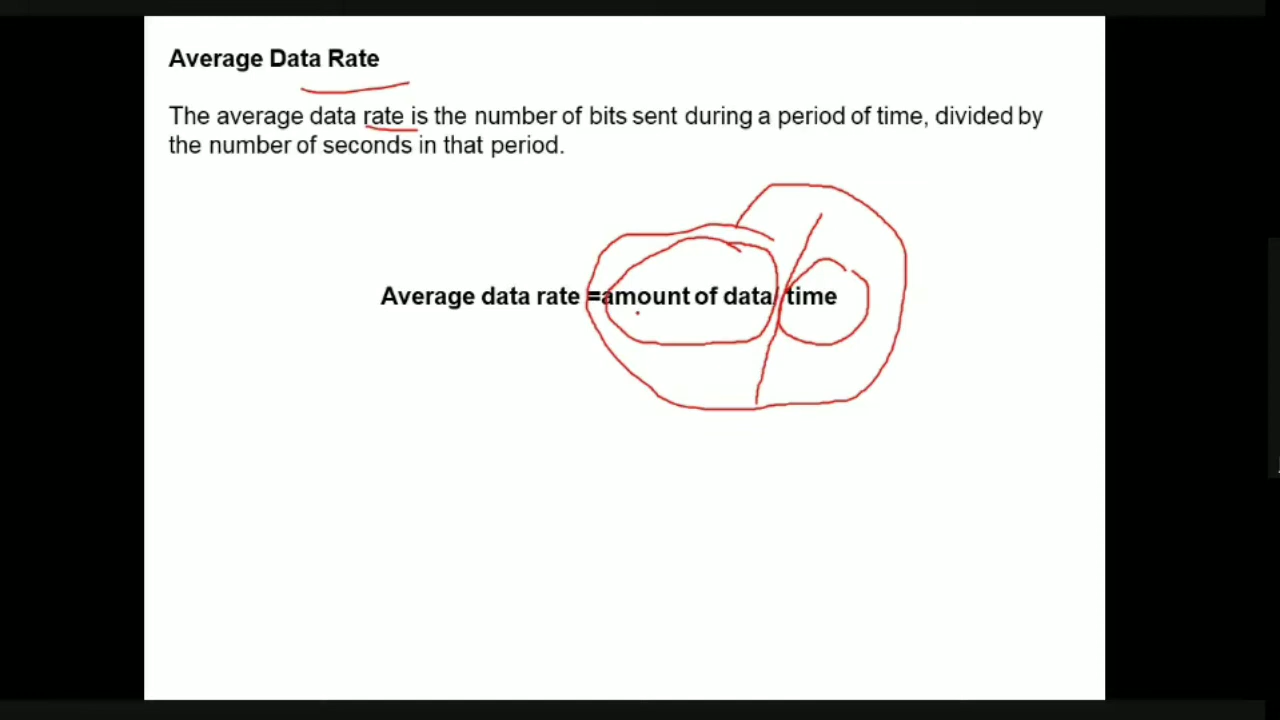 Average Data Rate
The average data rate is the number of bits sent during a period of time, divided by
the number of seconds in that period.
Average data rate =amount of data/ time